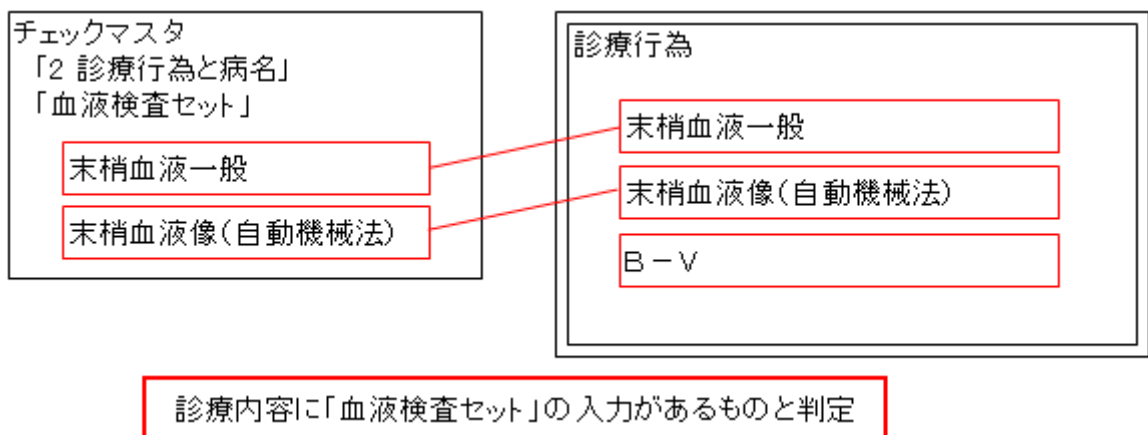 チェックマスタ
「2 診療行為と病名」
「血液検査セット」
末梢血液一般
末梢血液像(自動機械法)
診療行為
末梢血液一般
末梢血液像(自動機械法)
B-V
診療内容に「血液検査セット」の入力があるものと判定